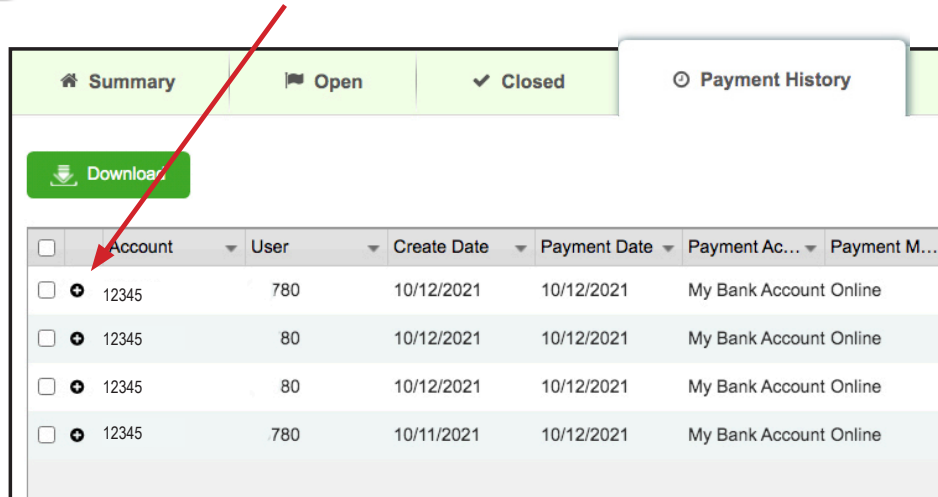 Summary Open Closed Payment History
Download
Account User Create Date Payment Date Payment Ac... Payment M...
12345 780 10/12/2021 10/12/2021 My Bank Account Online
12345 80 10/12/2021 10/12/2021 My Bank Account Online
12345 80 10/12/2021 10/12/2021 My Bank Account Online
12345 780 10/11/2021 10/12/2021 My Bank Account Online